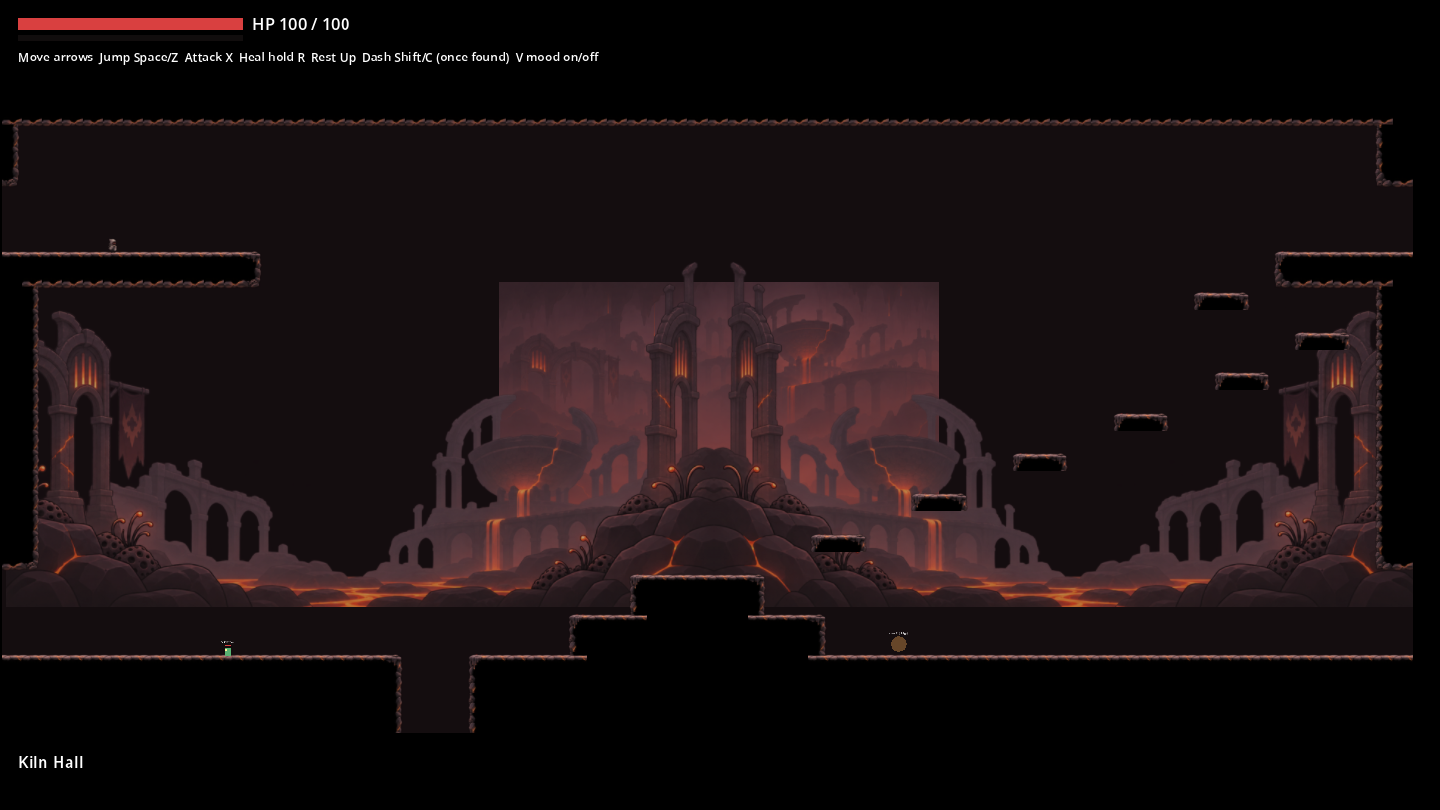 HP 100 / 100
Move arrows  Jump Space/Z  Attack X  Heal hold R  Rest Up  Dash Shift/C (once found)  V mood on/off
Kiln Hall